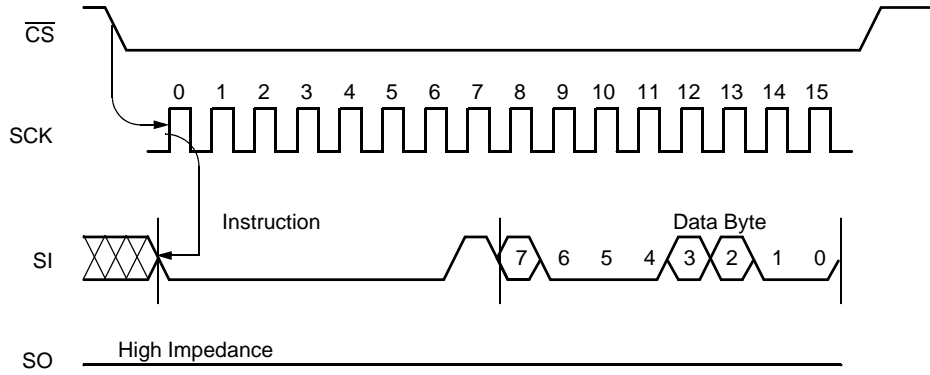 CS
0 1 2 3 4 5 6 7 8 9 10 11 12 13 14 15
SCK
Instruction
Data Byte
SI
7 6 5 4 3 2 1 0
High Impedance
SO